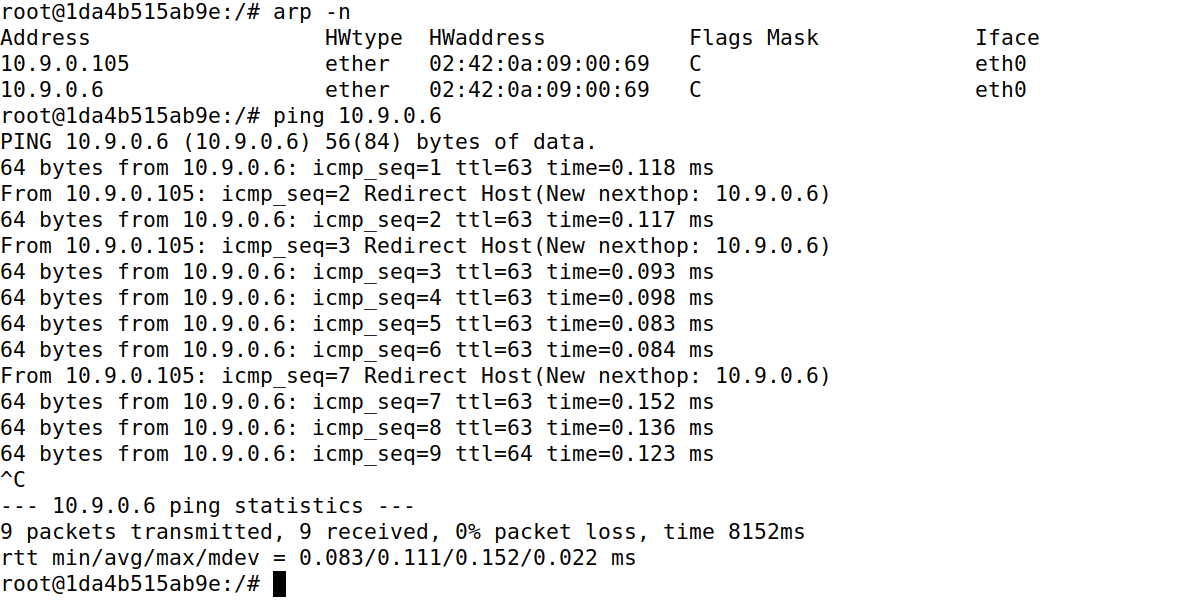 root@1da4b515ab9e:/# arp -n
Address                  HWtype  HWaddress           Flags Mask            Iface
10.9.0.105               ether   02:42:0a:09:00:69   C                     eth0
10.9.0.6                 ether   02:42:0a:09:00:69   C                     eth0
root@1da4b515ab9e:/# ping 10.9.0.6
PING 10.9.0.6 (10.9.0.6) 56(84) bytes of data.
64 bytes from 10.9.0.6: icmp_seq=1 ttl=63 time=0.118 ms
From 10.9.0.105: icmp_seq=2 Redirect Host(New nexthop: 10.9.0.6)
64 bytes from 10.9.0.6: icmp_seq=2 ttl=63 time=0.117 ms
From 10.9.0.105: icmp_seq=3 Redirect Host(New nexthop: 10.9.0.6)
64 bytes from 10.9.0.6: icmp_seq=3 ttl=63 time=0.093 ms
64 bytes from 10.9.0.6: icmp_seq=4 ttl=63 time=0.098 ms
64 bytes from 10.9.0.6: icmp_seq=5 ttl=63 time=0.083 ms
64 bytes from 10.9.0.6: icmp_seq=6 ttl=63 time=0.084 ms
From 10.9.0.105: icmp_seq=7 Redirect Host(New nexthop: 10.9.0.6)
64 bytes from 10.9.0.6: icmp_seq=7 ttl=63 time=0.152 ms
64 bytes from 10.9.0.6: icmp_seq=8 ttl=63 time=0.136 ms
64 bytes from 10.9.0.6: icmp_seq=9 ttl=64 time=0.123 ms
^C
--- 10.9.0.6 ping statistics ---
9 packets transmitted, 9 received, 0% packet loss, time 8152ms
rtt min/avg/max/mdev = 0.083/0.111/0.152/0.022 ms
root@1da4b515ab9e:/#